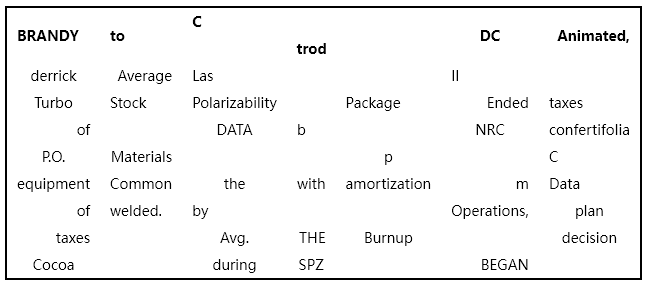 BRANDY to C trod DC Animated,
derrick Average Las II
Turbo Stock Polarizability Package Ended taxes
of DATA b NRC confertifolia
P.O. Materials p C
equipment Common the with amortization m Data
of welded. by Operations, plan
taxes Avg. THE Burnup decision
Cocoa during SPZ BEGAN